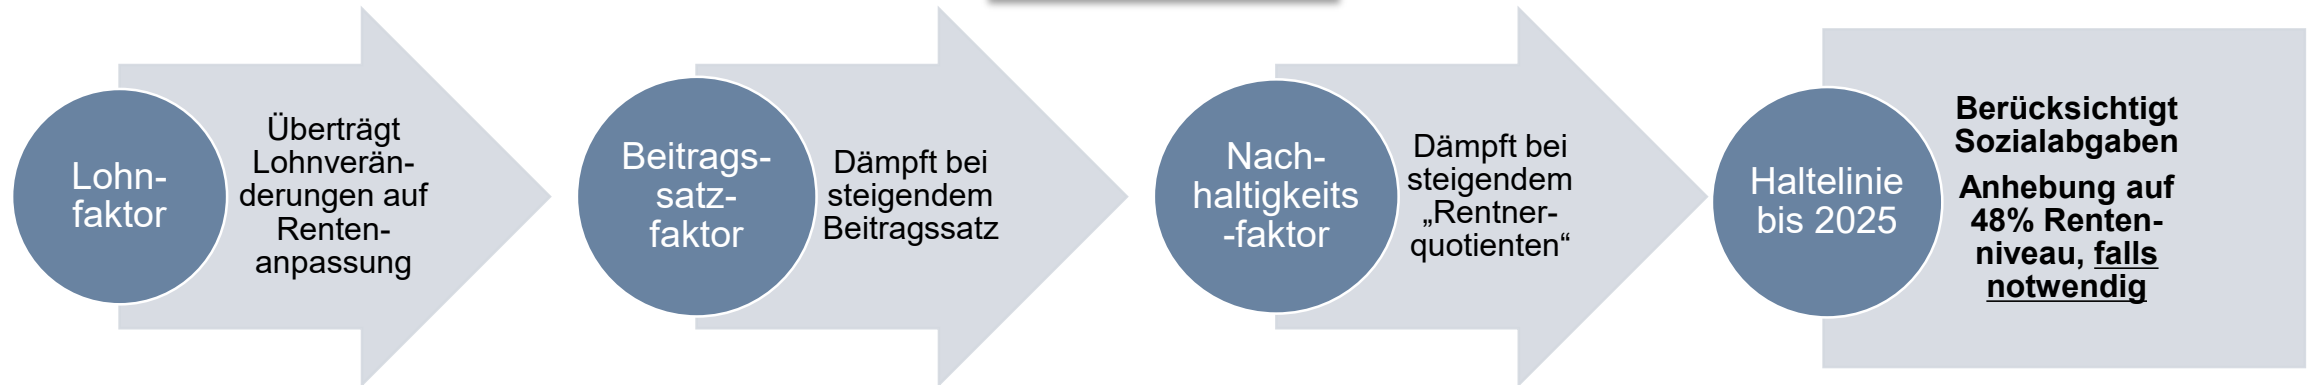 Lohn-
faktor
Überträgt
Lohnverän-
derungen auf
Renten-
anpassung
Beitrags-
satz-
faktor
Dämpft bei
steigendem
Beitragssatz
Nach-
haltigkeits
-faktor
Dämpft bei
steigendem
„Rentner-
quotienten“
Haltelinie
bis 2025
Berücksichtigt
Sozialabgaben
Anhebung auf
48% Renten-
niveau, falls
notwendig